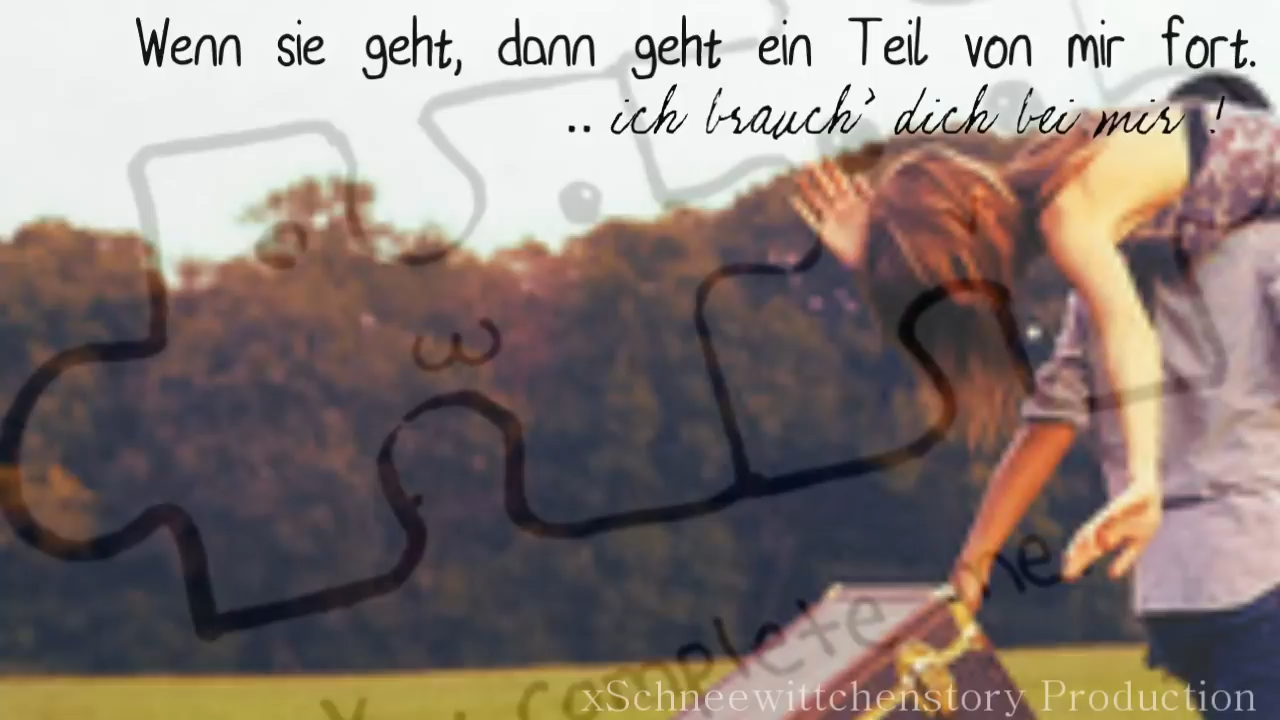 Wenn sie geht, dann geht ein Teil von mir fort.
.. ich brauch' dich bei mir !
complete me
xSchneewittchenstory Production